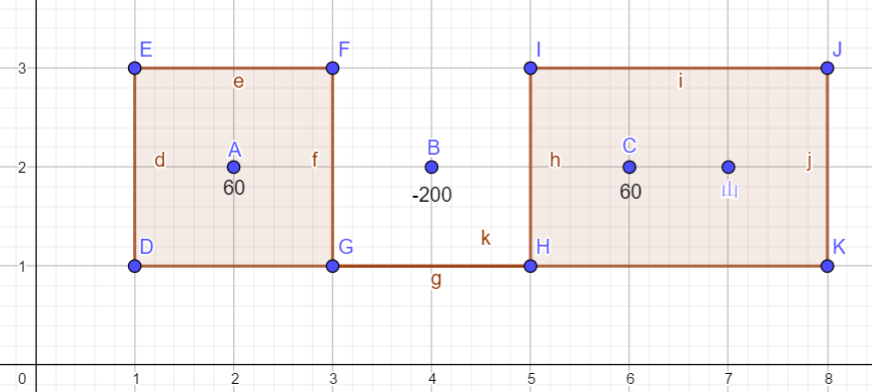 E F I J
3
e i
A B C
d f h j
2
60 -200 60 山
k
D G H K
1
g
0 1 2 3 4 5 6 7 8